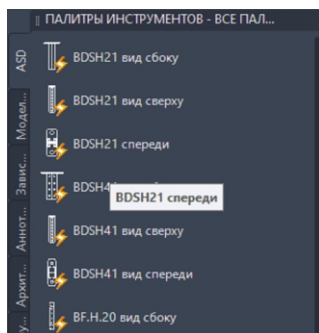 ПАЛИТРЫ ИНСТРУМЕНТОВ - ВСЕ ПАЛ...
ASD
BDSH21 вид сбоку
BDSH21 вид сверху
Модел...
BDSH21 спереди
Завис...
BDSH4
BDSH21 спереди
Аннот...
BDSH41 вид сверху
BDSH41 вид спереди
Архит...
BF.H.20 вид сбоку